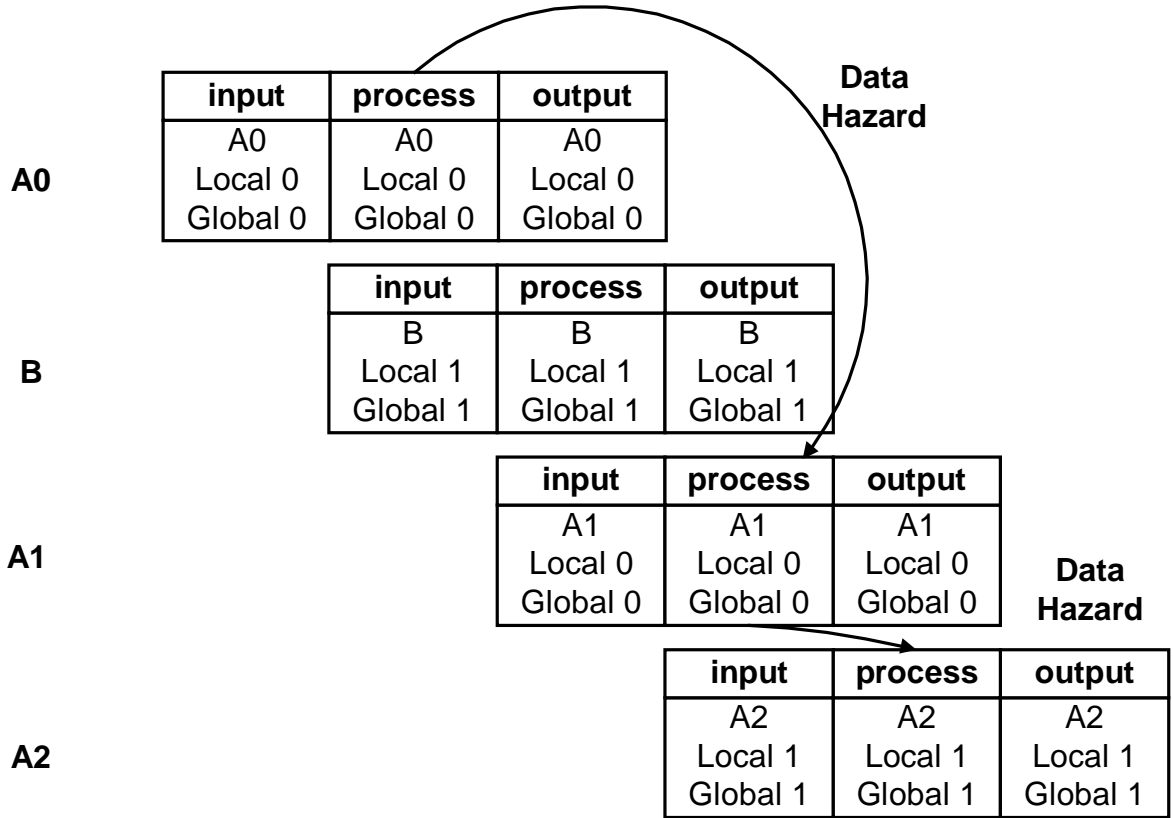 Data
Hazard
input process output
A0 A0 A0
A0
Local 0 Local 0 Local 0
Global 0 Global 0 Global 0
input process output
B B B
B
Local 1 Local 1 Local 1
Global 1 Global 1 Global 1
input process output
A1 A1 A1
A1
Local 0 Local 0 Local 0
Global 0 Global 0 Global 0
Data
Hazard
input process output
A2 A2 A2
A2
Local 1 Local 1 Local 1
Global 1 Global 1 Global 1